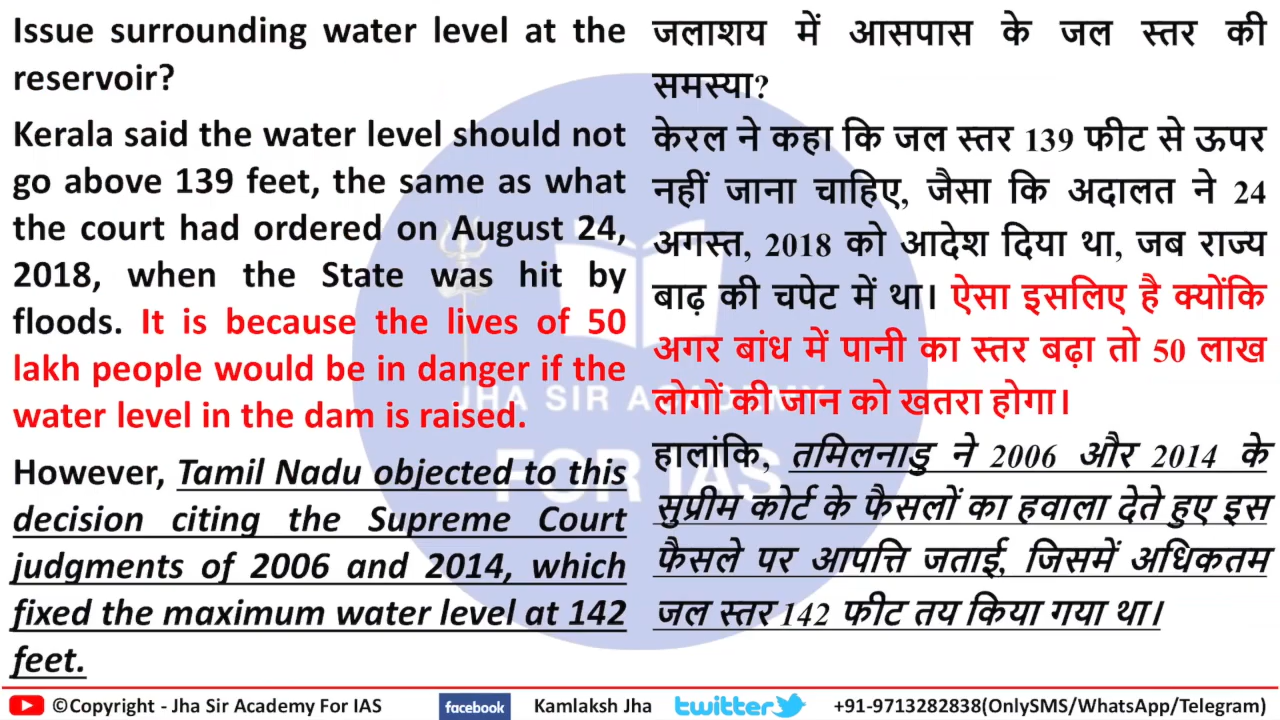 Issue surrounding water level at the
reservoir?
Kerala said the water level should not
go above 139 feet, the same as what
the court had ordered on August 24,
2018, when the State was hit by
floods. It is because the lives of 50
lakh people would be in danger if the
water level in the dam is raised.
However, Tamil Nadu objected to this
decision citing the Supreme Court
judgments of 2006 and 2014, which
fixed the maximum water level at 142
feet.
जलाशय में आसपास के जल स्तर की
समस्या?
केरल ने कहा कि जल स्तर 139 फीट से ऊपर
नहीं जाना चाहिए, जैसा कि अदालत ने 24
अगस्त, 2018 को आदेश दिया था, जब राज्य
बाढ़ की चपेट में था। ऐसा इसलिए है क्योंकि
अगर बांध में पानी का स्तर बढ़ा तो 50 लाख
लोगों की जान को खतरा होगा।
हालांकि, तमिलनाडु ने 2006 और 2014 के
सुप्रीम कोर्ट के फैसलों का हवाला देते हुए इस
फैसले पर आपत्ति जताई, जिसमें अधिकतम
जल स्तर 142 फीट तय किया गया था।
JHA SIR ACADEMY
FOR IAS
©Copyright - Jha Sir Academy For IAS facebook Kamlaksh Jha twitter +91-9713282838(OnlySMS/WhatsApp/Telegram)